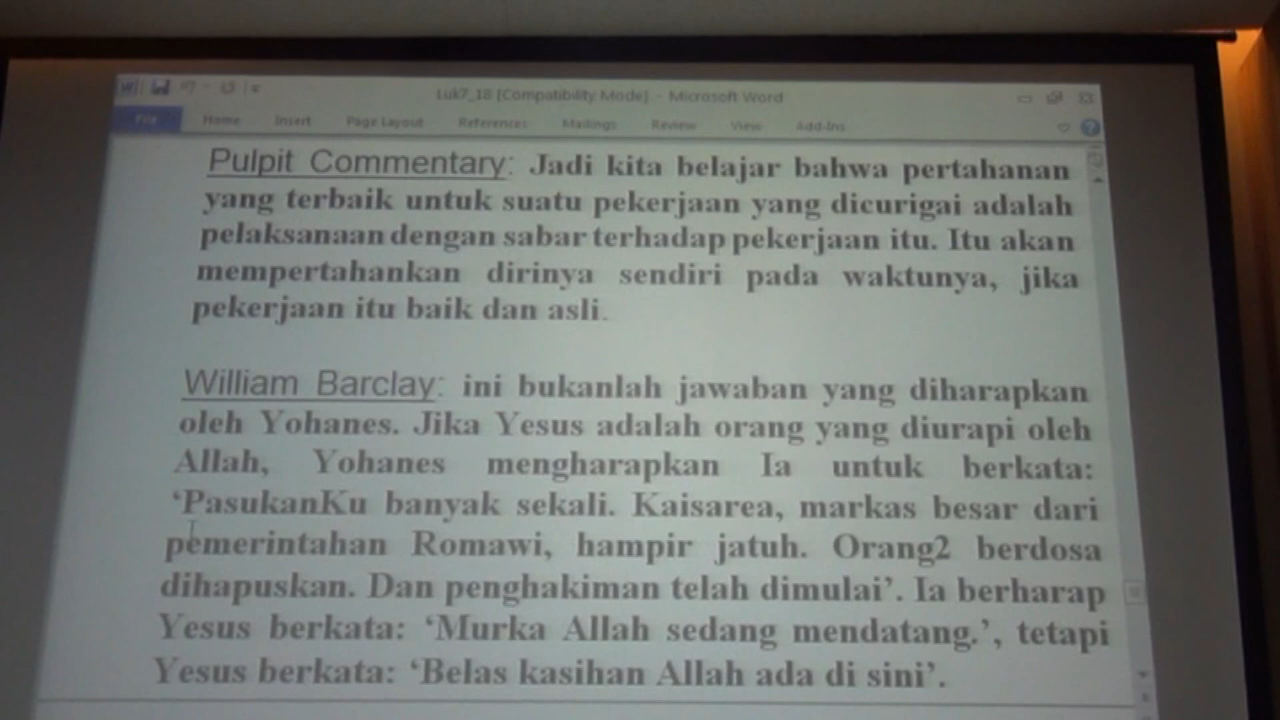 Luk7_18 [Compatibility Mode] - Microsoft Word
File Home Insert Page Layout References Mailings Review View Add-Ins
Pulpit Commentary: Jadi kita belajar bahwa pertahanan
yang terbaik untuk suatu pekerjaan yang dicurigai adalah
pelaksanaan dengan sabar terhadap pekerjaan itu. Itu akan
mempertahankan dirinya sendiri pada waktunya, jika
pekerjaan itu baik dan asli.
William Barclay: ini bukanlah jawaban yang diharapkan
oleh Yohanes. Jika Yesus adalah orang yang diurapi oleh
Allah, Yohanes mengharapkan Ia untuk berkata:
‘PasukanKu banyak sekali. Kaisarea, markas besar dari
pemerintahan Romawi, hampir jatuh. Orang2 berdosa
dihapuskan. Dan penghakiman telah dimulai’. Ia berharap
Yesus berkata: ‘Murka Allah sedang mendatang.’, tetapi
Yesus berkata: ‘Belas kasihan Allah ada di sini’.